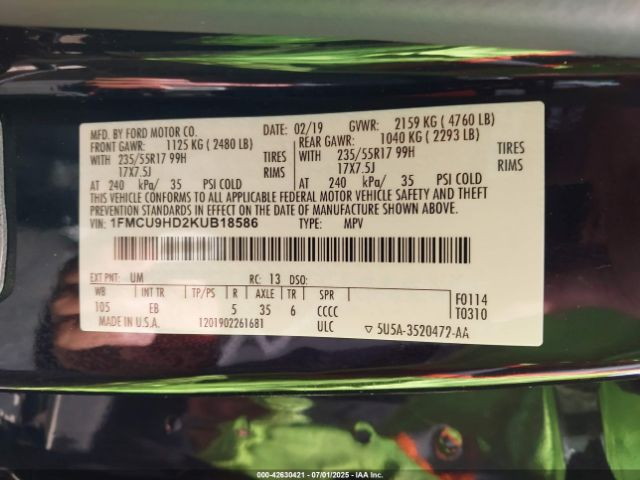 MFD. BY FORD MOTOR CO. DATE: 02/19 GVWR: 2159 KG ( 4760 LB)
FRONT GAWR: 1125 KG ( 2480 LB) REAR GAWR: 1040 KG ( 2293 LB)
WITH 235/55R17 99H TIRES WITH 235/55R17 99H TIRES
17X7.5J RIMS 17X7.5J RIMS
AT 240 kPa/ 35 PSI COLD AT 240 kPa/ 35 PSI COLD
THIS VEHICLE CONFORMS TO ALL APPLICABLE FEDERAL MOTOR VEHICLE SAFETY AND THEFT
PREVENTION STANDARDS IN EFFECT ON THE DATE OF MANUFACTURE SHOWN ABOVE.
VIN: 1FMCU9HD2KUB18586 TYPE: MPV
EXT PNT: UM RC: 13 DSO:
WB INT TR TP/PS R AXLE TR SPR
105 EB 5 35 6 CCCC
F0114
T0310
MADE IN U.S.A. 1201902261681 ULC 5U5A-3520472-AA
000-42630421 - 07/01/2025 - IAAI.COM